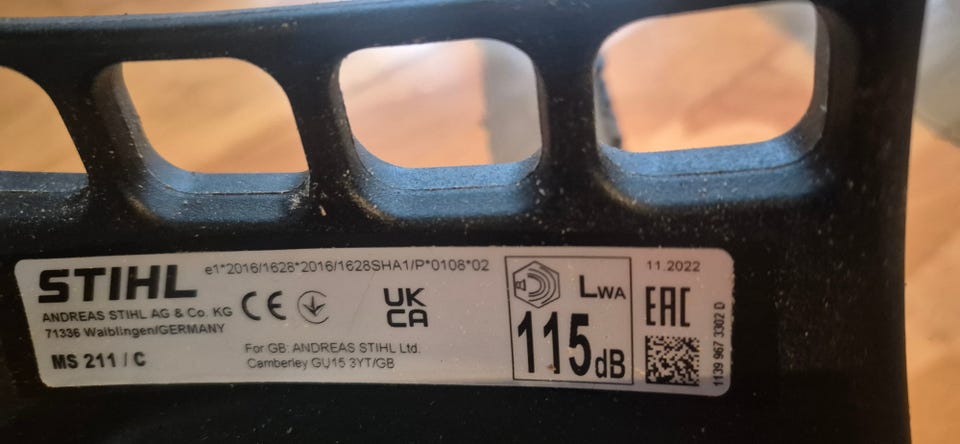 STIHL
e1*2016/1628*2016/1628SHA1/P*0108*02
ANDREAS STIHL AG & Co. KG
71336 Waiblingen/GERMANY
MS 211 / C
CE
UK
CA
For GB: ANDREAS STIHL Ltd.
Camberley GU15 3YT/GB
LWA
115dB
11.2022
EAC
1139 967 3302 D